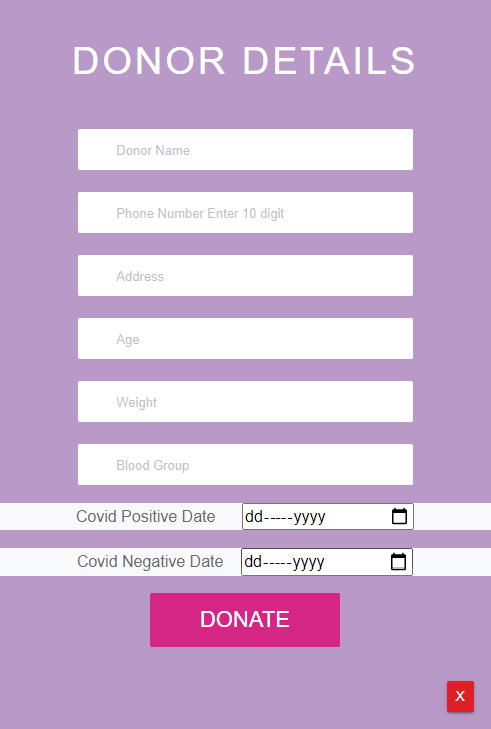 DONOR DETAILS
Donor Name
Phone Number Enter 10 digit
Address
Age
Weight
Blood Group
Covid Positive Date dd-----yyyy
Covid Negative Date dd-----yyyy
DONATE
X